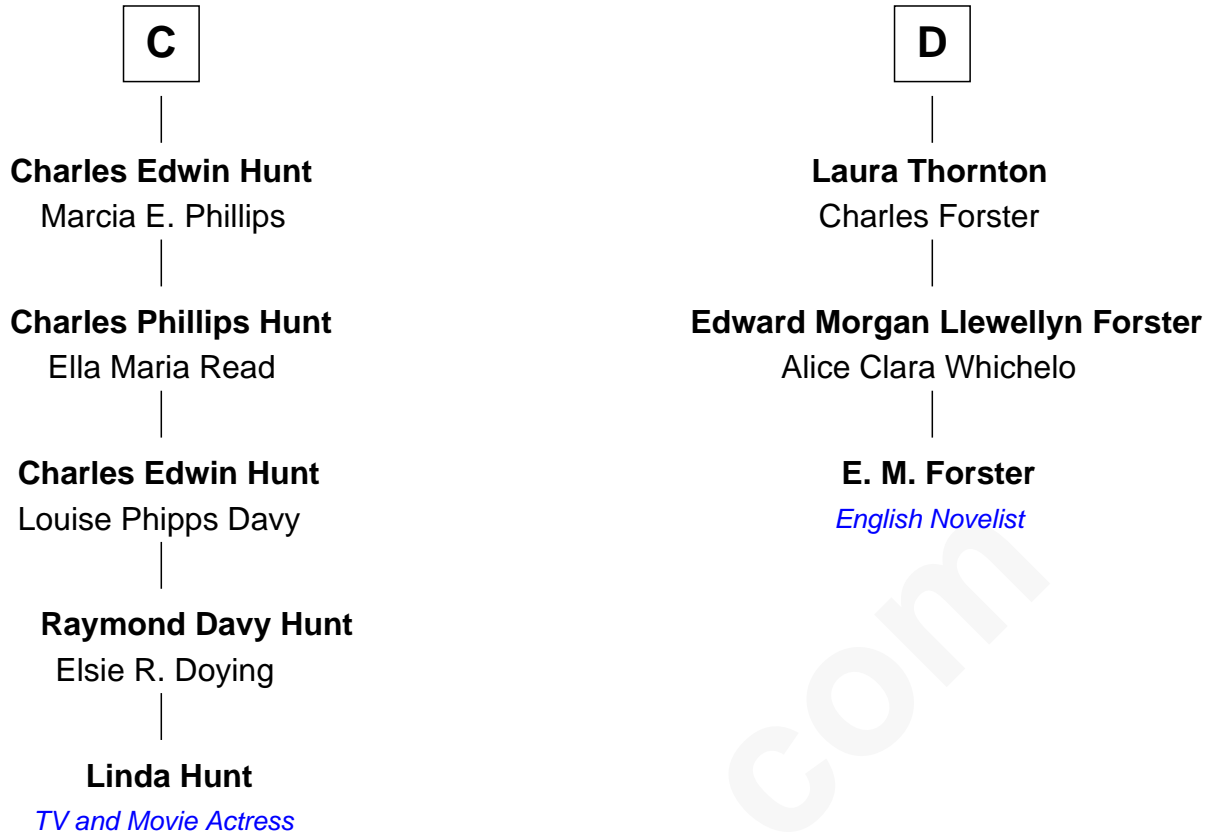 C
Charles Edwin Hunt
Marcia E. Phillips
Charles Phillips Hunt
Ella Maria Read
Charles Edwin Hunt
Louise Phipps Davy
Raymond Davy Hunt
Elsie R. Doying
Linda Hunt
TV and Movie Actress
D
Laura Thornton
Charles Forster
Edward Morgan Llewellyn Forster
Alice Clara Whichelo
E. M. Forster
English Novelist
com